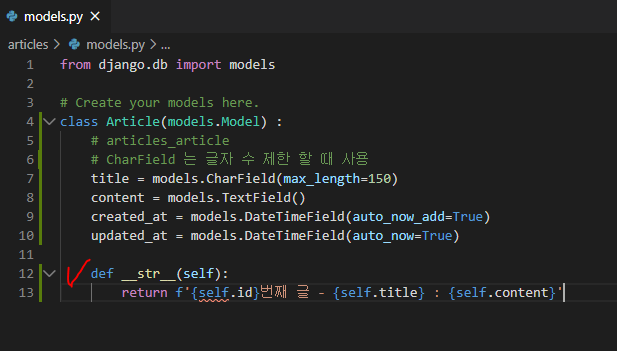 models.py ×
articles > models.py > ...
1 from django.db import models
2
3 # Create your models here.
4 class Article(models.Model) :
5 # articles_article
6 # CharField 는 글자 수 제한 할 때 사용
7 title = models.CharField(max_length=150)
8 content = models.TextField()
9 created_at = models.DateTimeField(auto_now_add=True)
10 updated_at = models.DateTimeField(auto_now=True)
11
12 def __str__(self):
13 return f'{self.id}번째 글 - {self.title} : {self.content}'